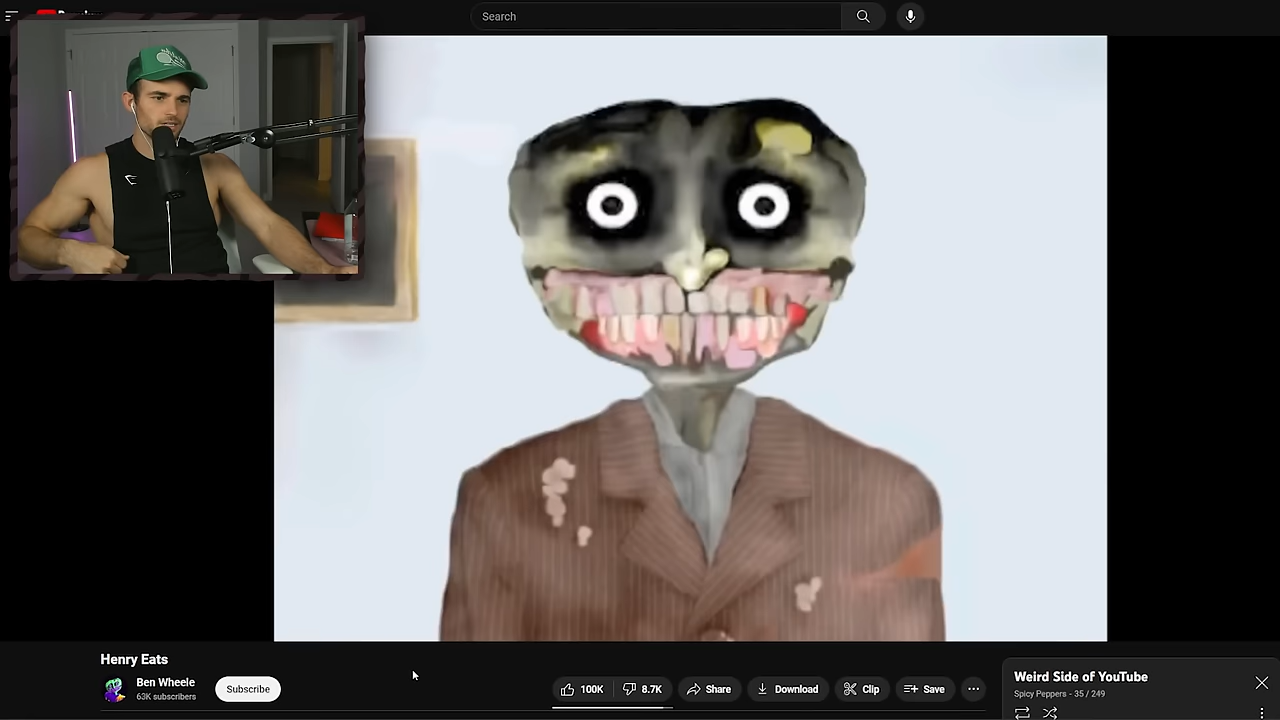 Search
Henry Eats
Ben Wheele
63K subscribers
Subscribe
100K
8.7K
Share
Download
Clip
Save
Weird Side of YouTube
Spicy Peppers - 35 / 249